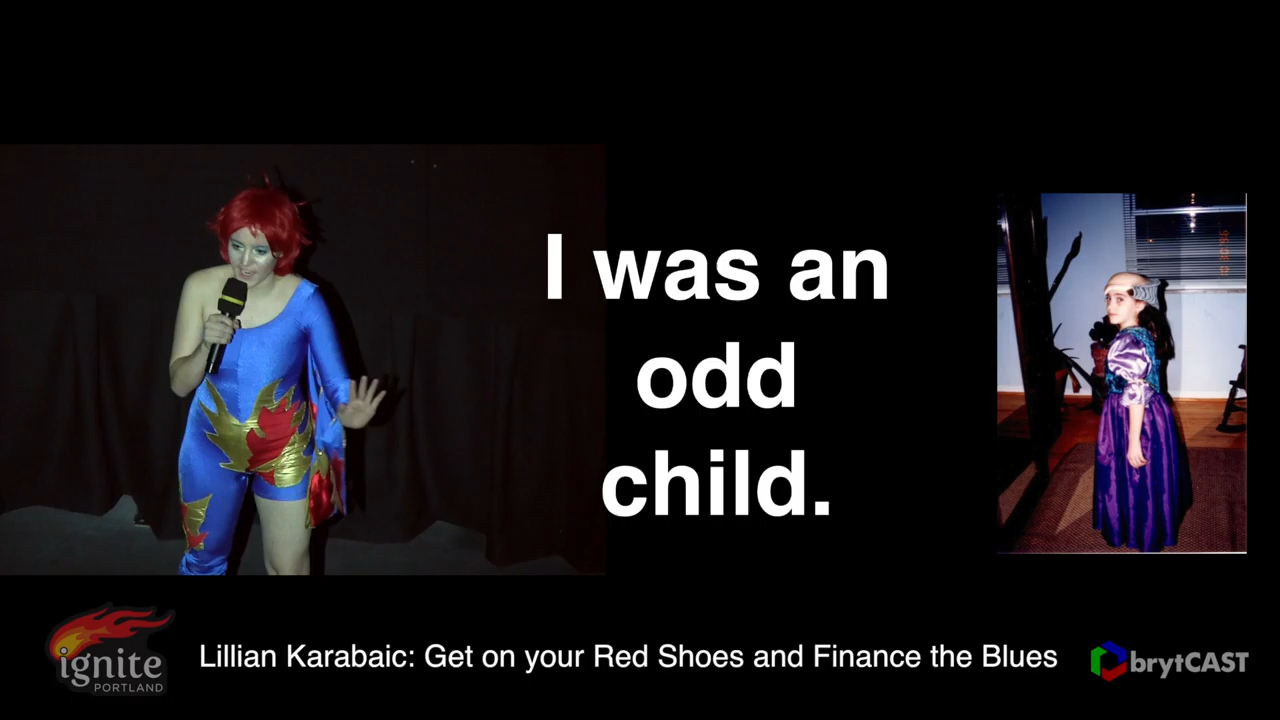 I was an
odd
child.
ignite
PORTLAND
Lillian Karabaic: Get on your Red Shoes and Finance the Blues
brytCAST